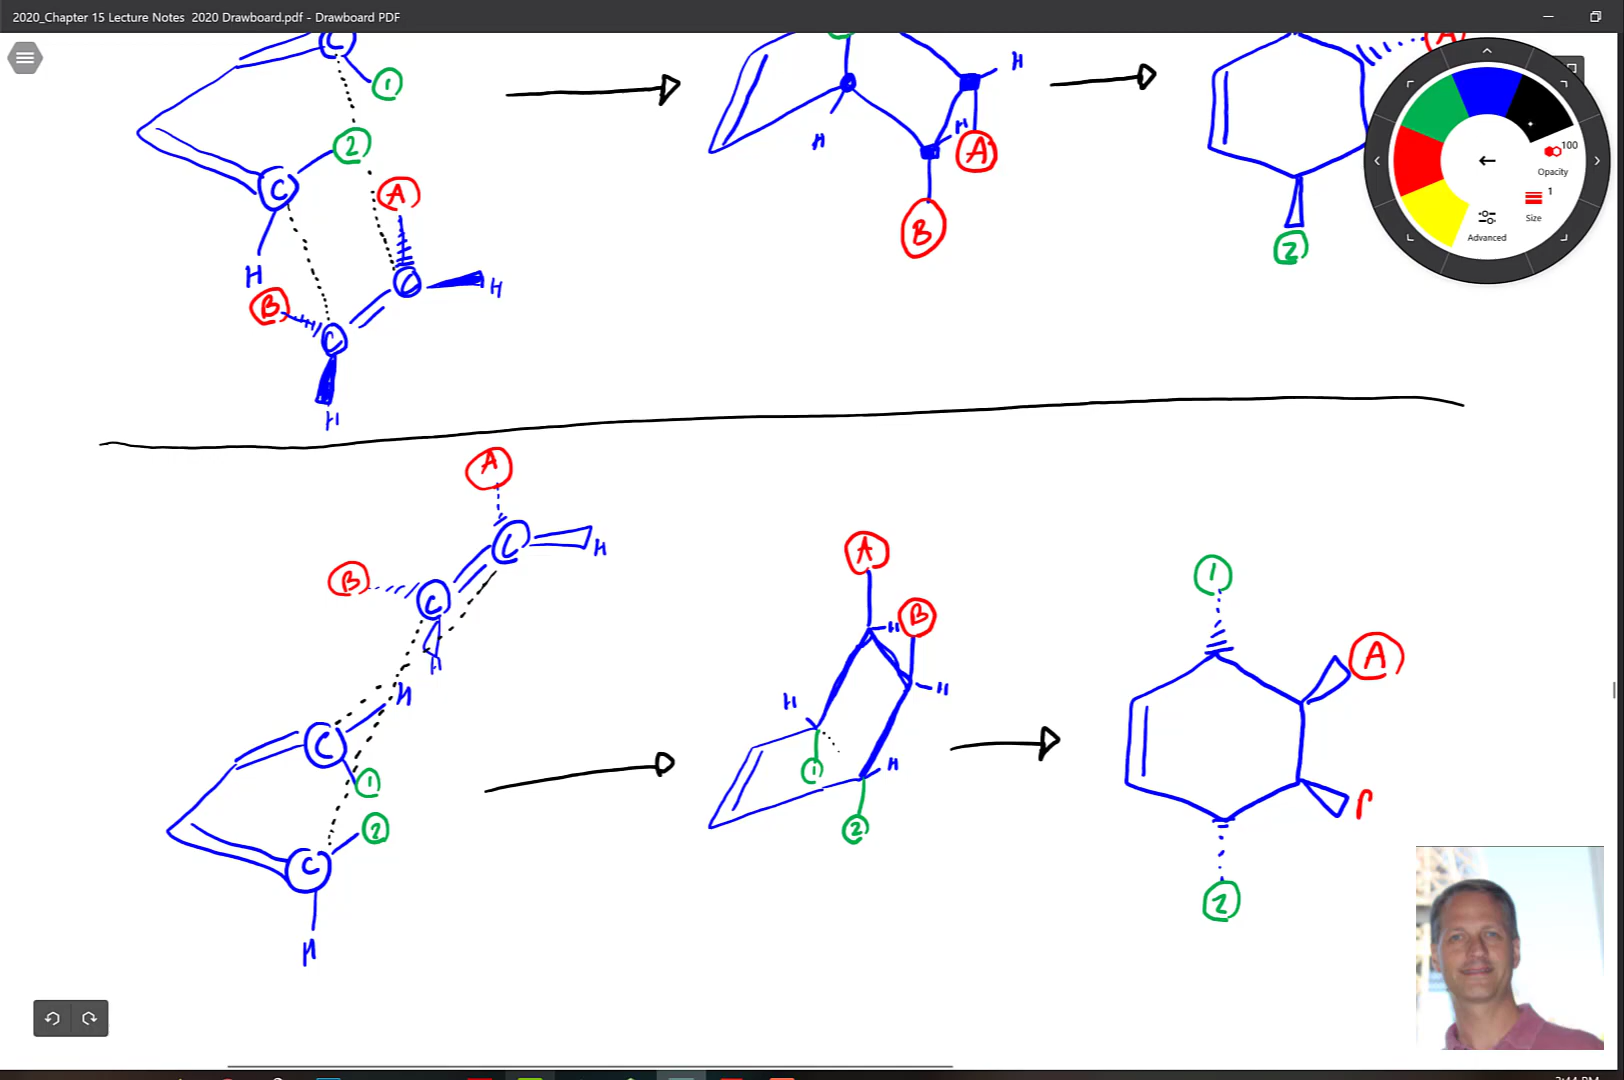 2020_Chapter 15 Lecture Notes  2020 Drawboard.pdf - Drawboard PDF
C
1
H
A
100
Opacity
1
Size
Advanced
2
C
H
A
B
H
H
A
B
C
C
H
H
2
A
C
H
B
C
H
H
C
1
2
C
H
A
H
B
H
H
1
H
2
1
A
2